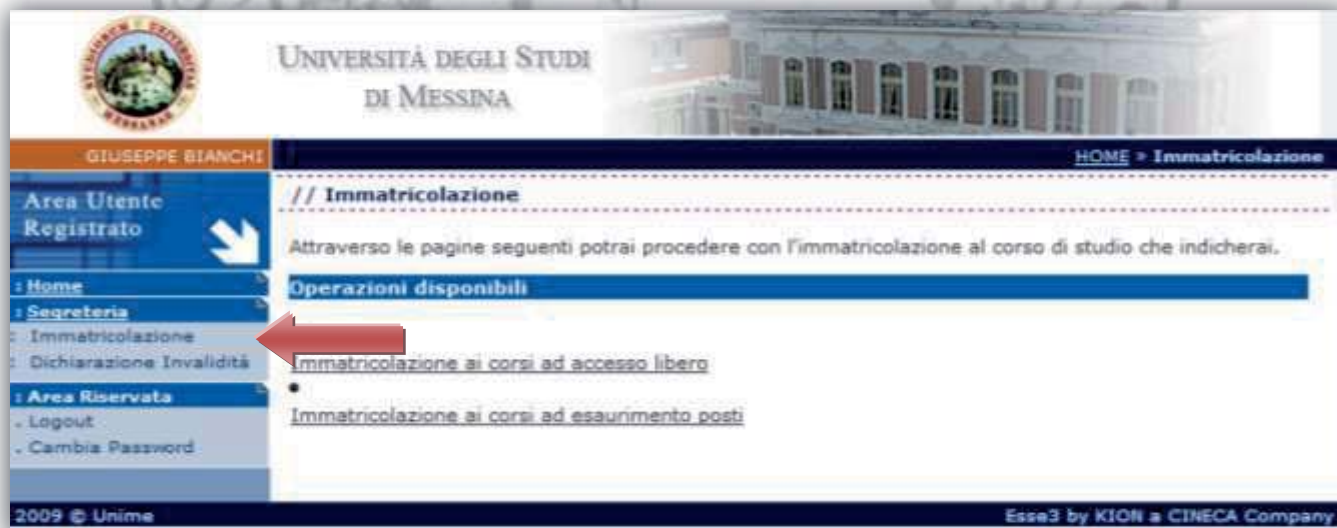 UNIVERSITÀ DEGLI STUDI
DI MESSINA
GIUSEPPE BIANCHI
HOME » Immatricolazione
Area Utente
Registrato
: Home
: Segreteria
: Immatricolazione
: Dichiarazione Invalidità
: Area Riservata
. Logout
. Cambia Password
// Immatricolazione
Attraverso le pagine seguenti potrai procedere con l'immatricolazione al corso di studio che indicherai.
Operazioni disponibili
Immatricolazione ai corsi ad accesso libero
•
Immatricolazione ai corsi ad esaurimento posti
2009 © Unime
Esse3 by KION a CINECA Company